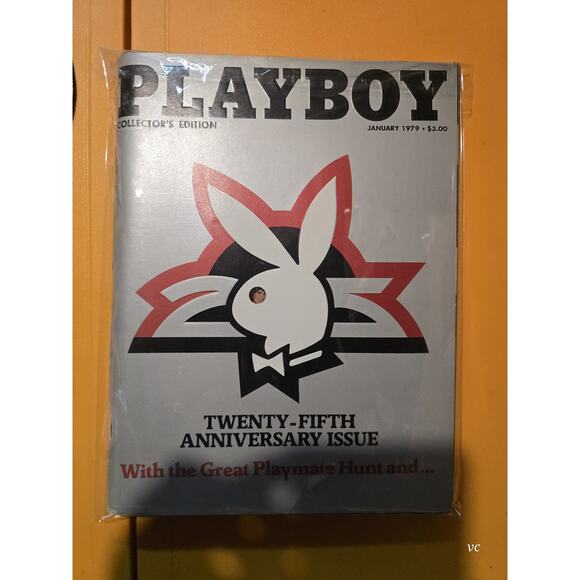 PLAYBOY
COLLECTOR'S EDITION
JANUARY 1979 • $3.00
TWENTY-FIFTH
ANNIVERSARY ISSUE
With the Great Playmate Hunt and...
vc